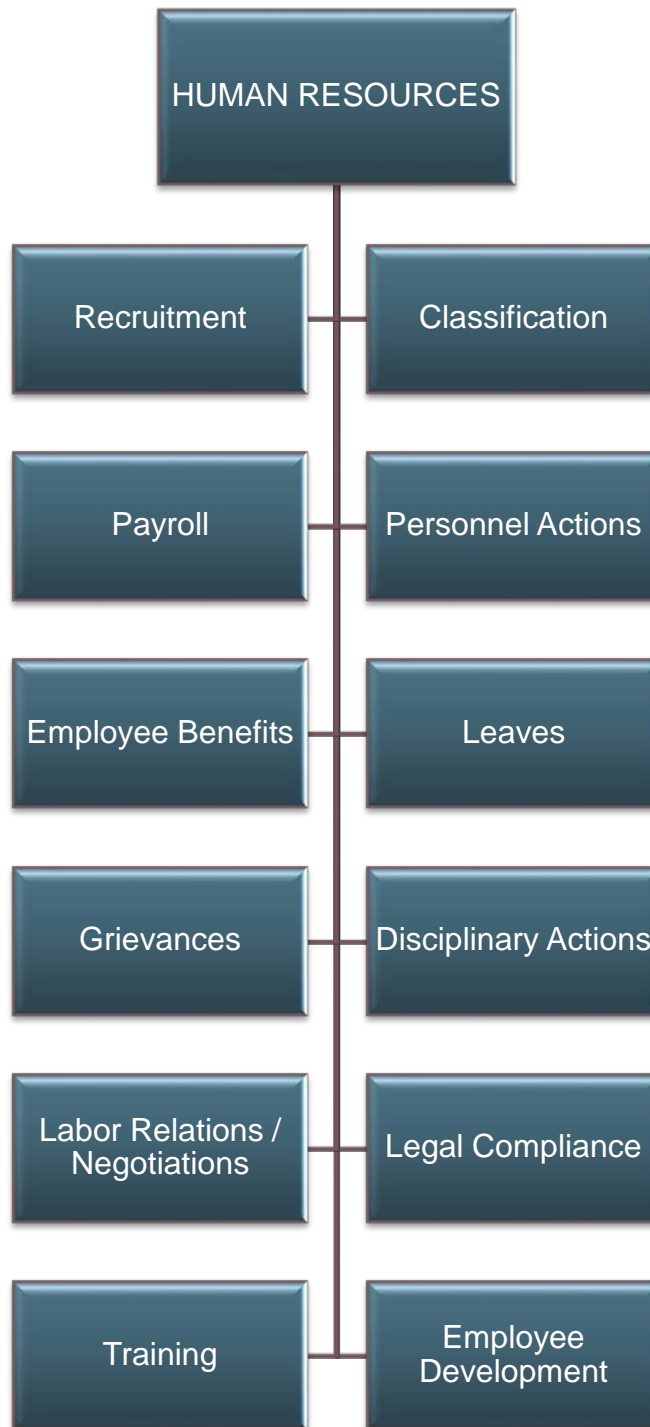 HUMAN RESOURCES
Recruitment
Classification
Payroll
Personnel Actions
Employee Benefits
Leaves
Grievances
Disciplinary Actions
Labor Relations /
Negotiations
Legal Compliance
Training
Employee
Development